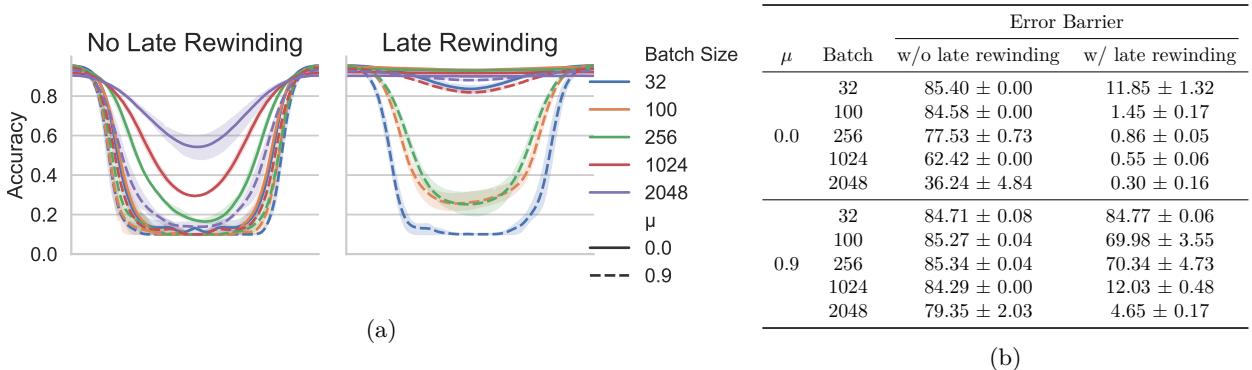 No Late Rewinding
Late Rewinding
Accuracy
0.8
0.6
0.4
0.2
0.0
Batch Size
32
100
256
1024
2048
μ
0.0
0.9
(a)
Error Barrier
μ Batch w/o late rewinding w/ late rewinding
32 85.40 ± 0.00 11.85 ± 1.32
100 84.58 ± 0.00 1.45 ± 0.17
0.0 256 77.53 ± 0.73 0.86 ± 0.05
1024 62.42 ± 0.00 0.55 ± 0.06
2048 36.24 ± 4.84 0.30 ± 0.16
32 84.71 ± 0.08 84.77 ± 0.06
100 85.27 ± 0.04 69.98 ± 3.55
0.9 256 85.34 ± 0.04 70.34 ± 4.73
1024 84.29 ± 0.00 12.03 ± 0.48
2048 79.35 ± 2.03 4.65 ± 0.17
(b)